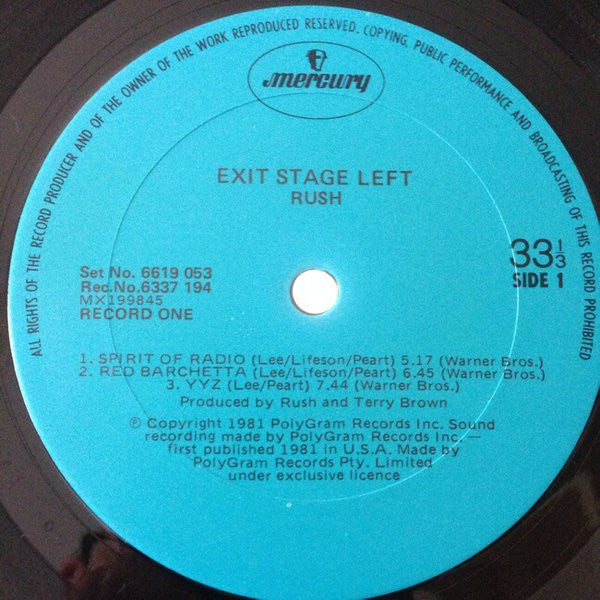 ALL RIGHTS OF THE RECORD PRODUCER AND OF THE OWNER OF THE WORK REPRODUCED RESERVED. COPYING, PUBLIC PERFORMANCE AND BROADCASTING OF THIS RECORD PROHIBITED
mercury
EXIT STAGE LEFT
RUSH
33 1/3
SIDE 1
Set No. 6619 053
Rec.No.6337 194
MX199845
RECORD ONE
1. SPIRIT OF RADIO (Lee/Lifeson/Peart) 5.17 (Warner Bros.)
2. RED BARCHETTA (Lee/Lifeson/Peart) 6.45 (Warner Bros.)
3. YYZ (Lee/Peart) 7.44 (Warner Bros.)
Produced by Rush and Terry Brown
℗ Copyright 1981 PolyGram Records Inc. Sound
recording made by PolyGram Records Inc. —
first published 1981 in U.S.A. Made by
PolyGram Records Pty. Limited
under exclusive licence